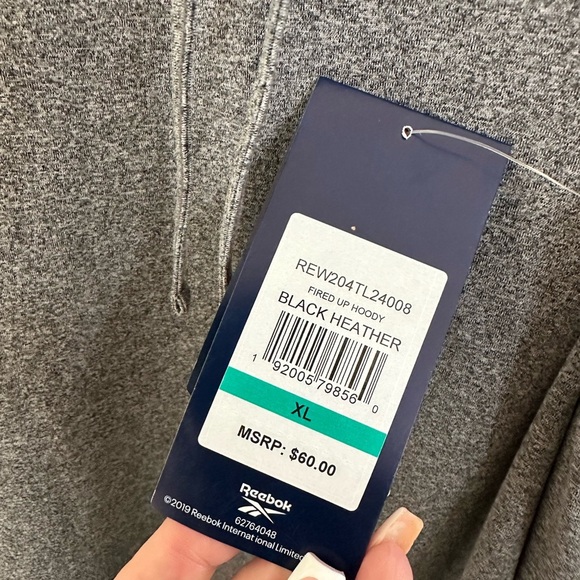 REW204TL24008
FIRED UP HOODY
BLACK HEATHER
1 92005 79856 0
XL
MSRP: $60.00
Reebok
62764048
©2019 Reebok International Limited